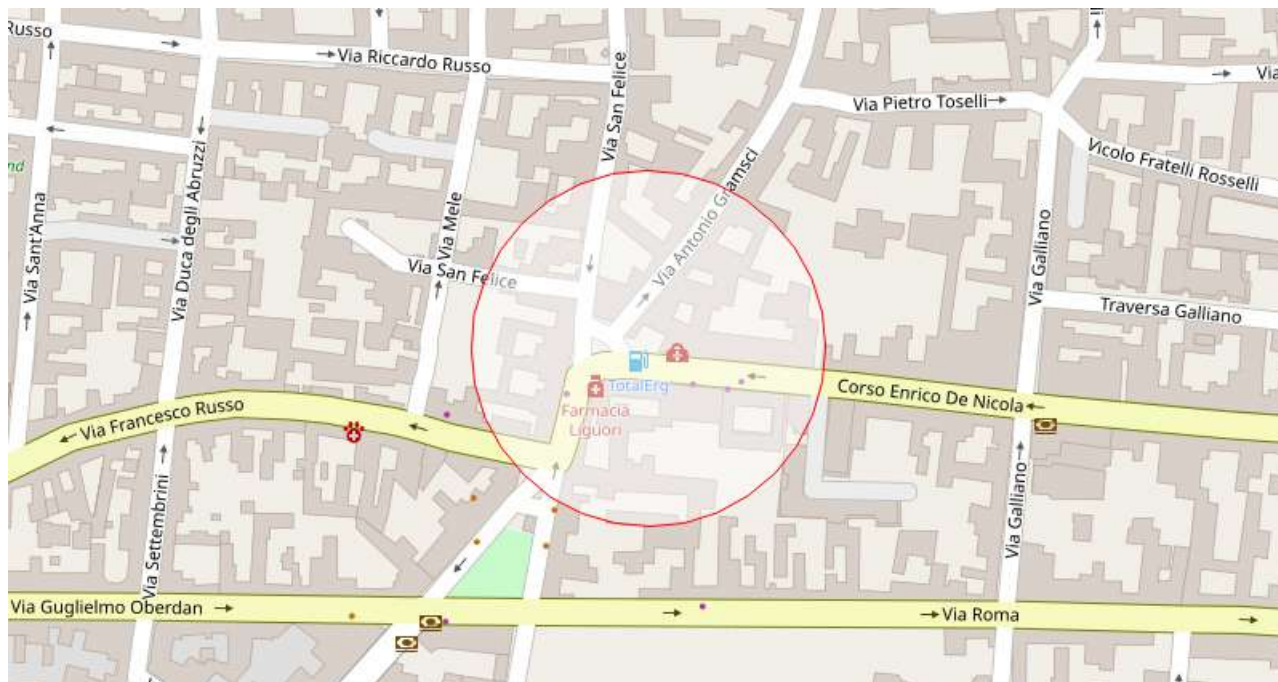 Russo
Via Riccardo Russo
Via San Felice
Via Pietro Toselli
Via
Vicolo Fratelli Rosselli
nd
Via Sant'Anna
Via Duca degli Abruzzi
Via Mele
Via San Felice
Via Antonio Gramsci
Via Galliano
Traversa Galliano
TotalErg
Farmacia
Liguori
Corso Enrico De Nicola
Via Francesco Russo
Via Settembrini
Via Galliano
Via Guglielmo Oberdan
Via Roma